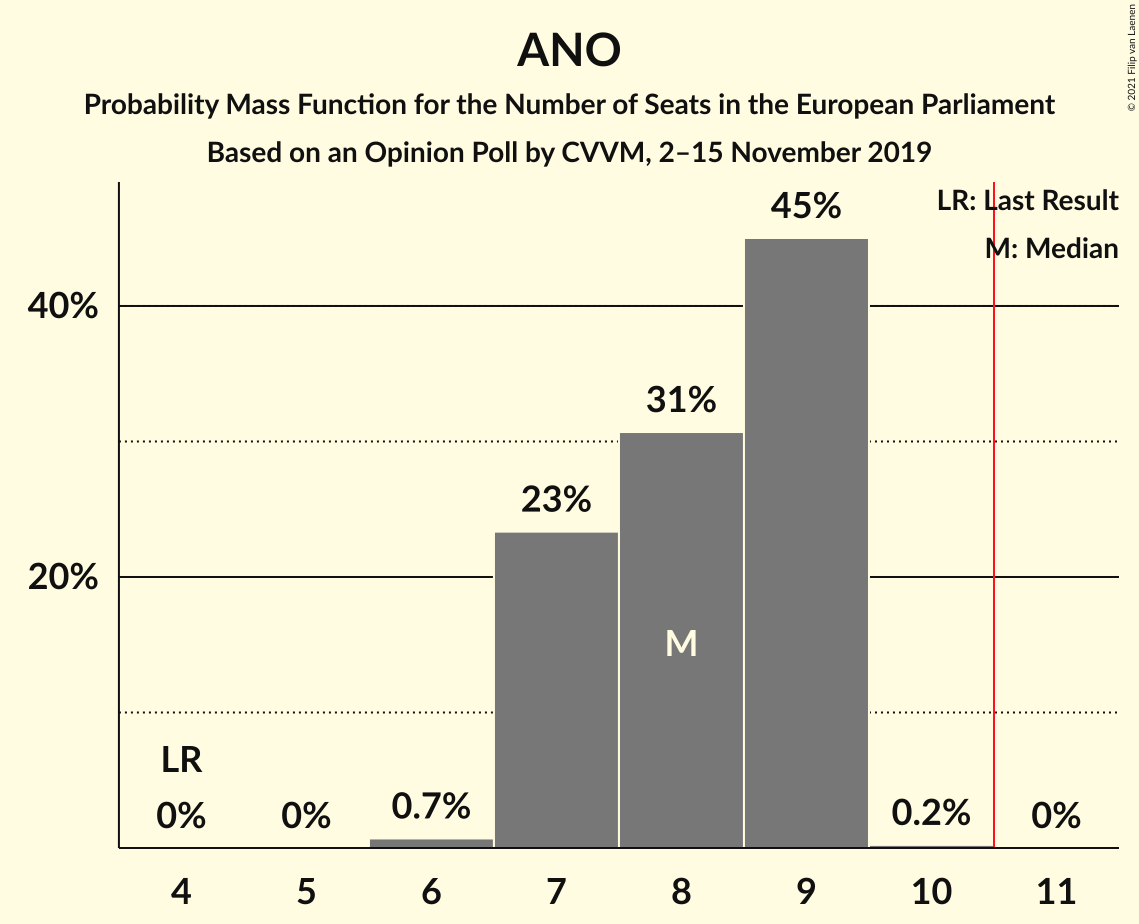 ANO
Probability Mass Function for the Number of Seats in the European Parliament
Based on an Opinion Poll by CVVM, 2–15 November 2019
© 2021 Filip van Laenen
LR: Last Result
M: Median
45%
40%
31%
23%
20%
M
LR
0%
0%
0.7%
0.2%
0%
4
5
6
7
8
9
10
11